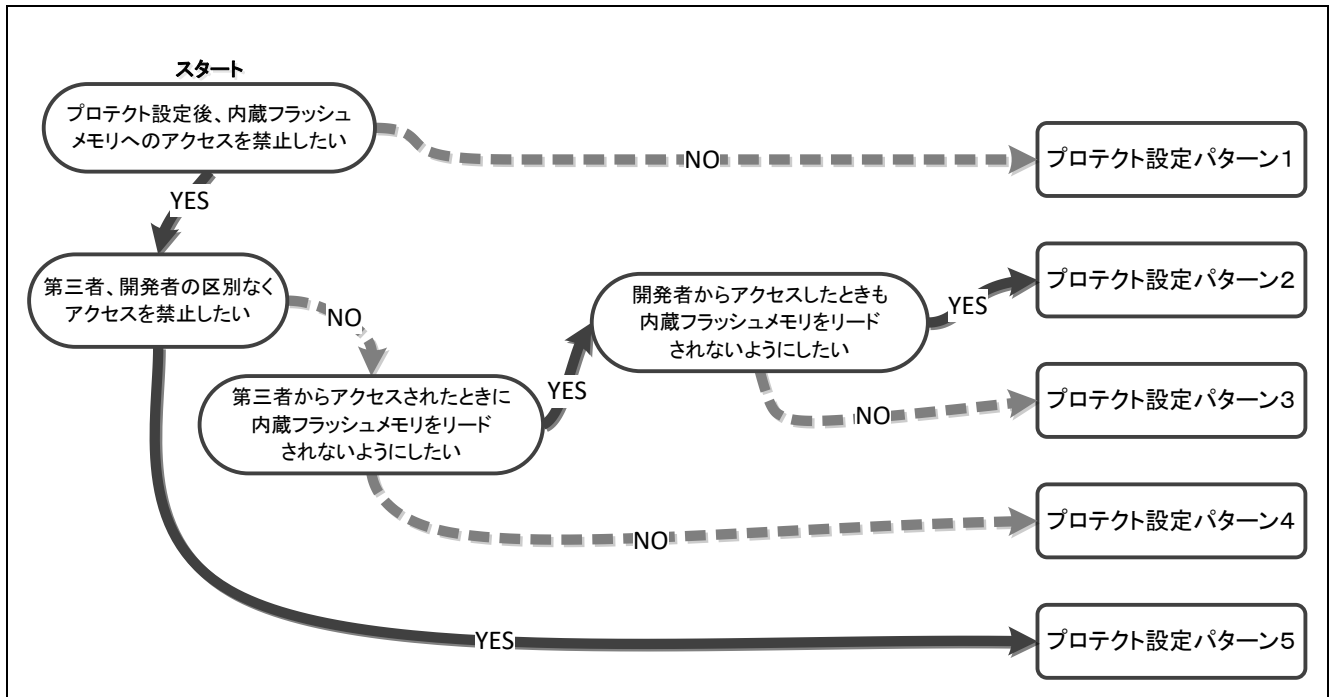 スタート
プロテクト設定後、内蔵フラッシュ
メモリへのアクセスを禁止したい
NO
プロテクト設定パターン1
YES
第三者、開発者の区別なく
アクセスを禁止したい
NO
開発者からアクセスしたときも
内蔵フラッシュメモリをリード
されないようにしたい
YES
プロテクト設定パターン2
第三者からアクセスされたときに
内蔵フラッシュメモリをリード
されないようにしたい
YES
NO
プロテクト設定パターン3
NO
プロテクト設定パターン4
YES
プロテクト設定パターン5